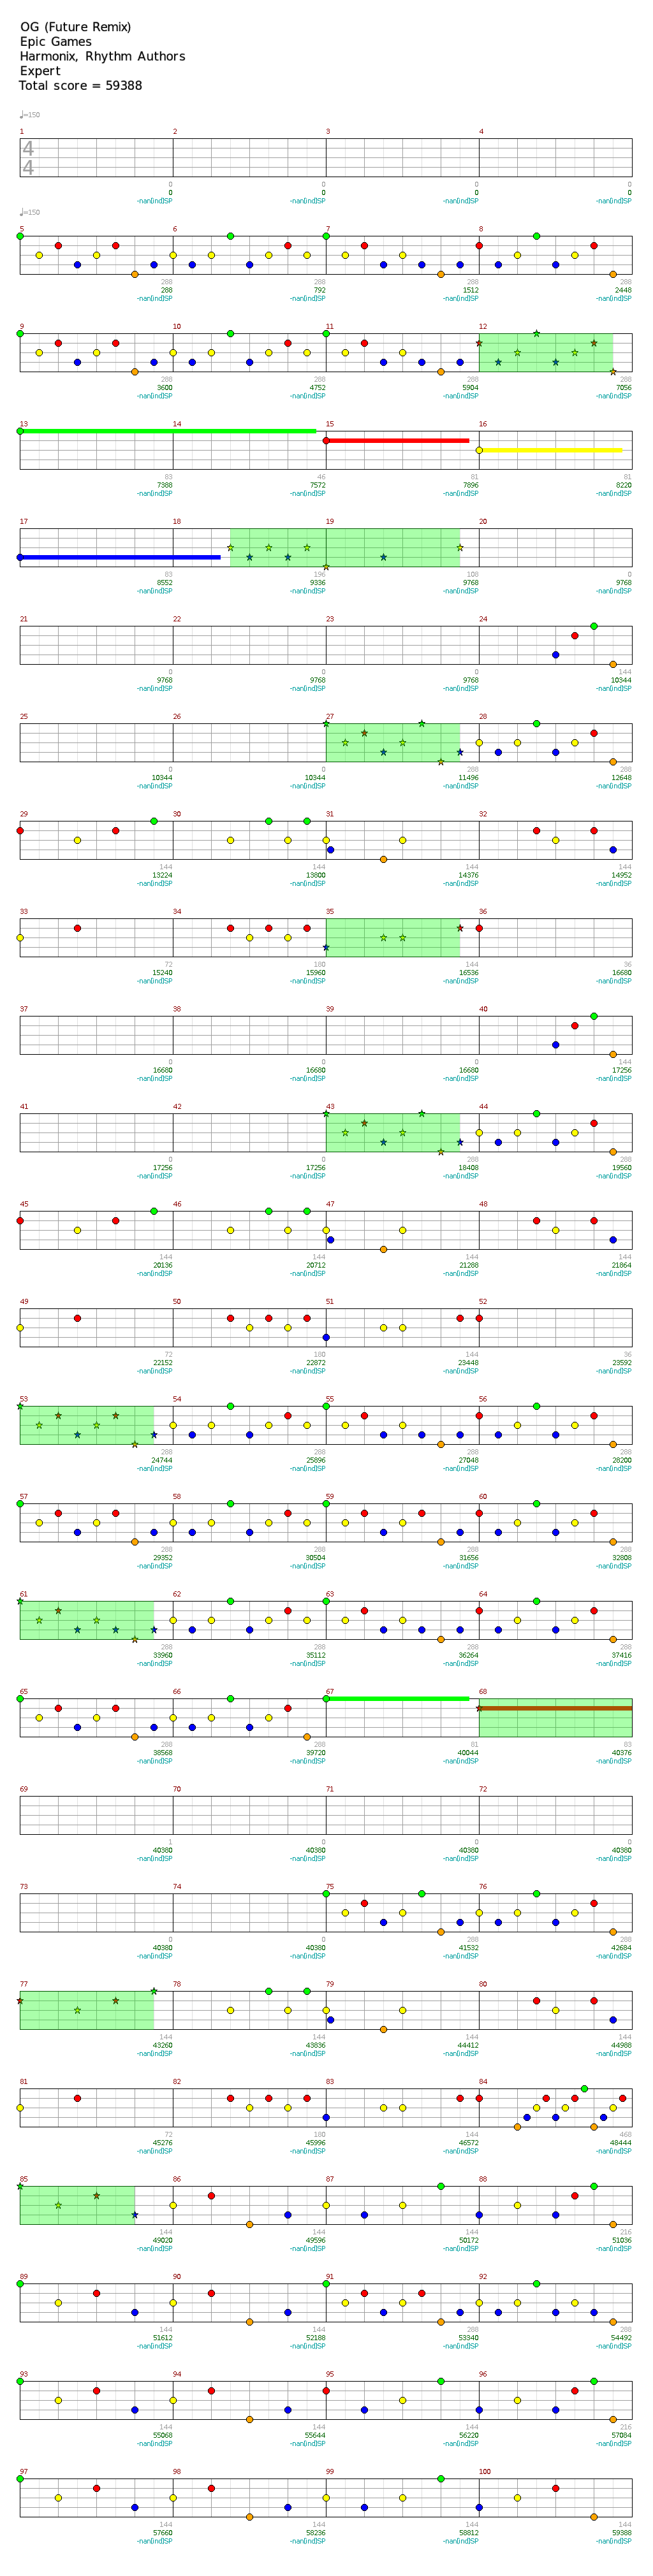 OG (Future Remix)
Epic Games
Harmonix, Rhythm Authors
Expert
Total score = 59388
♩=150
1 2 3 4
4
4
0 0 0 0
0 0 0 0
-nan(ind)SP -nan(ind)SP -nan(ind)SP -nan(ind)SP
♩=150
5 6 7 8
288 288 288 288
288 792 1512 2448
-nan(ind)SP -nan(ind)SP -nan(ind)SP -nan(ind)SP
9 10 11 12
288 288 288 288
3600 4752 5904 7056
-nan(ind)SP -nan(ind)SP -nan(ind)SP -nan(ind)SP
13 14 15 16
83 46 81 81
7388 7572 7896 8220
-nan(ind)SP -nan(ind)SP -nan(ind)SP -nan(ind)SP
17 18 19 20
83 196 108 0
8552 9336 9768 9768
-nan(ind)SP -nan(ind)SP -nan(ind)SP -nan(ind)SP
21 22 23 24
0 0 0 144
9768 9768 9768 10344
-nan(ind)SP -nan(ind)SP -nan(ind)SP -nan(ind)SP
25 26 27 28
0 0 288 288
10344 10344 11496 12648
-nan(ind)SP -nan(ind)SP -nan(ind)SP -nan(ind)SP
29 30 31 32
144 144 144 144
13224 13800 14376 14952
-nan(ind)SP -nan(ind)SP -nan(ind)SP -nan(ind)SP
33 34 35 36
72 180 144 36
15240 15960 16536 16680
-nan(ind)SP -nan(ind)SP -nan(ind)SP -nan(ind)SP
37 38 39 40
0 0 0 144
16680 16680 16680 17256
-nan(ind)SP -nan(ind)SP -nan(ind)SP -nan(ind)SP
41 42 43 44
0 0 288 288
17256 17256 18408 19560
-nan(ind)SP -nan(ind)SP -nan(ind)SP -nan(ind)SP
45 46 47 48
144 144 144 144
20136 20712 21288 21864
-nan(ind)SP -nan(ind)SP -nan(ind)SP -nan(ind)SP
49 50 51 52
72 180 144 36
22152 22872 23448 23592
-nan(ind)SP -nan(ind)SP -nan(ind)SP -nan(ind)SP
53 54 55 56
288 288 288 288
24744 25896 27048 28200
-nan(ind)SP -nan(ind)SP -nan(ind)SP -nan(ind)SP
57 58 59 60
288 288 288 288
29352 30504 31656 32808
-nan(ind)SP -nan(ind)SP -nan(ind)SP -nan(ind)SP
61 62 63 64
288 288 288 288
33960 35112 36264 37416
-nan(ind)SP -nan(ind)SP -nan(ind)SP -nan(ind)SP
65 66 67 68
288 288 81 83
38568 39720 40044 40376
-nan(ind)SP -nan(ind)SP -nan(ind)SP -nan(ind)SP
69 70 71 72
1 0 0 0
40380 40380 40380 40380
-nan(ind)SP -nan(ind)SP -nan(ind)SP -nan(ind)SP
73 74 75 76
0 0 288 288
40380 40380 41532 42684
-nan(ind)SP -nan(ind)SP -nan(ind)SP -nan(ind)SP
77 78 79 80
144 144 144 144
43260 43836 44412 44988
-nan(ind)SP -nan(ind)SP -nan(ind)SP -nan(ind)SP
81 82 83 84
72 180 144 468
45276 45996 46572 48444
-nan(ind)SP -nan(ind)SP -nan(ind)SP -nan(ind)SP
85 86 87 88
144 144 144 216
49020 49596 50172 51036
-nan(ind)SP -nan(ind)SP -nan(ind)SP -nan(ind)SP
89 90 91 92
144 144 288 288
51612 52188 53340 54492
-nan(ind)SP -nan(ind)SP -nan(ind)SP -nan(ind)SP
93 94 95 96
144 144 144 216
55068 55644 56220 57084
-nan(ind)SP -nan(ind)SP -nan(ind)SP -nan(ind)SP
97 98 99 100
144 144 144 144
57660 58236 58812 59388
-nan(ind)SP -nan(ind)SP -nan(ind)SP -nan(ind)SP